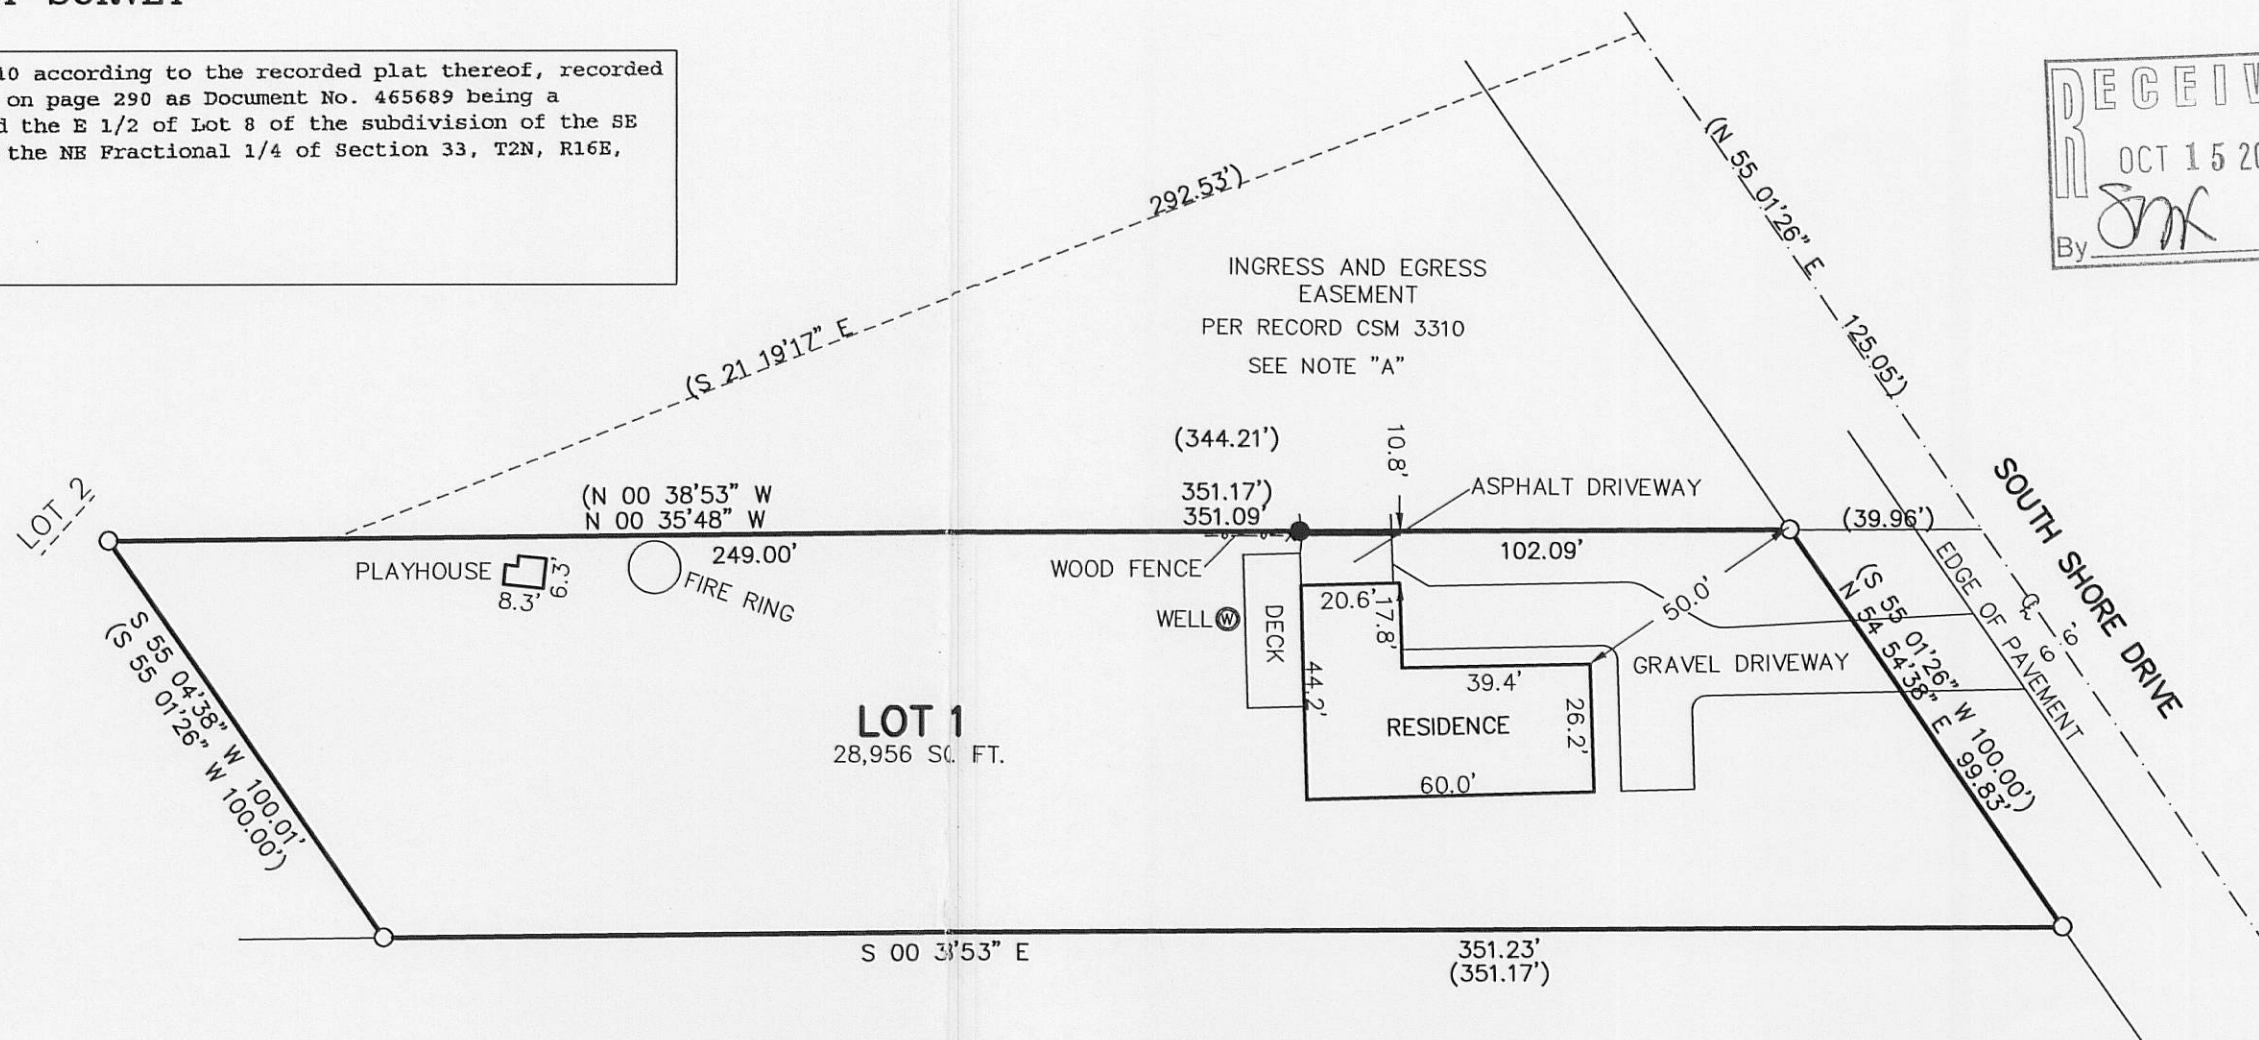 10 according to the recorded plat thereof, recorded
on page 290 as Document No. 465689 being a
the E 1/2 of Lot 8 of the subdivision of the SE
the NE Fractional 1/4 of Section 33, T2N, R16E,
OCT 15
By
(N 55 01'26" E
125.05')
292.53')
(S 21 19'17" E
INGRESS AND EGRESS
EASEMENT
PER RECORD CSM 3310
SEE NOTE "A"
(344.21')
10.8'
ASPHALT DRIVEWAY
LOT 2
(N 00 38'53" W
N 00 35'48" W
351.17')
351.09'
(39.96')
SOUTH SHORE DRIVE
249.00'
102.09'
PLAYHOUSE
8.3'
6.3'
FIRE RING
WOOD FENCE
WELL W
DECK
20.6'
17.8'
50.0'
EDGE OF PAVEMENT
66'
GRAVEL DRIVEWAY
39.4'
44.2'
26.2'
RESIDENCE
60.0'
LOT 1
28,956 SQ. FT.
S 55 04'38" W 100.01'
(S 55 01'26" W 100.00')
(S 55 01'26" W 100.00')
N 54 54'38" E 99.83'
S 00 '53" E
351.23'
(351.17')